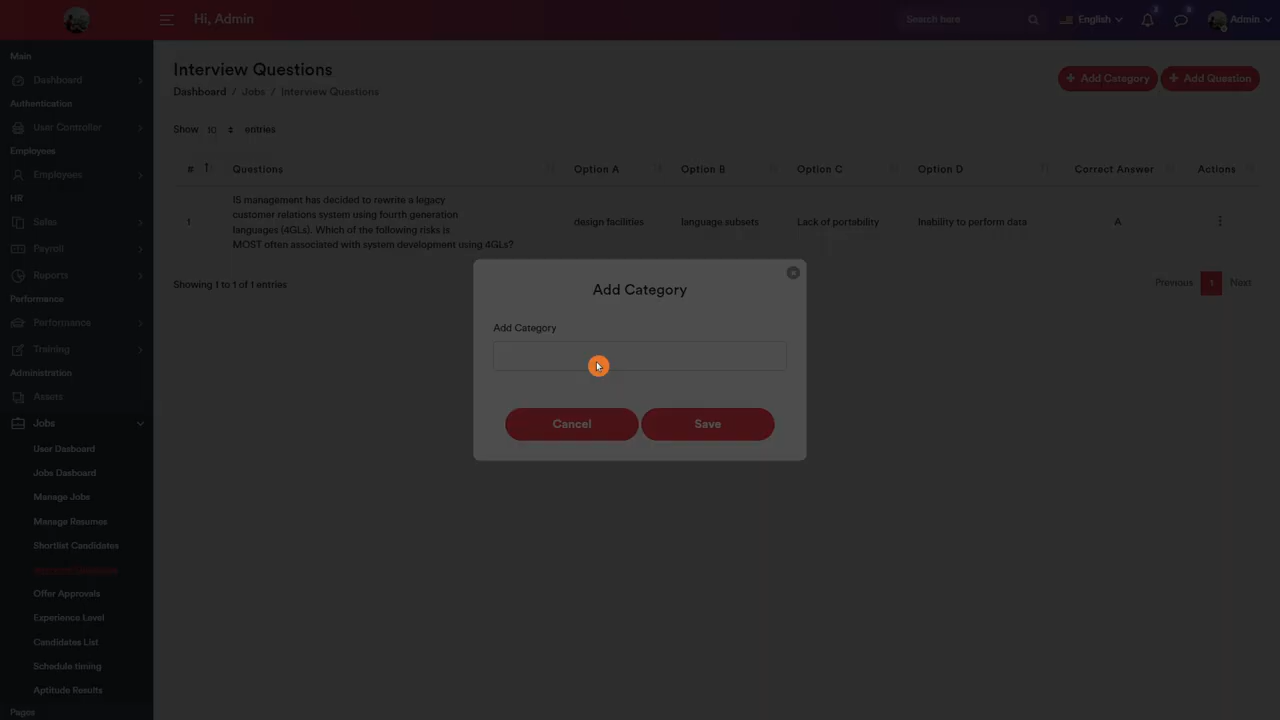 Hi, Admin
Search here
English
3
Admin
Main
Dashboard
Authentication
User Controller
Employees
Employees
HR
Sales
Payroll
Reports
Performance
Performance
Training
Administration
Assets
Jobs
User Dasboard
Jobs Dasboard
Manage Jobs
Manage Resumes
Shortlist Candidates
Offer Approvals
Experience Level
Candidates List
Schedule timing
Aptitude Results
Pages
Interview Questions
Dashboard / Jobs / Interview Questions
+ Add Category
+ Add Question
Show 10 entries
# Questions Option A Option B Option C Option D Correct Answer Actions
1
IS management has decided to rewrite a legacy
customer relations system using fourth generation
languages (4GLs). Which of the following risks is
MOST often associated with system development using 4GLs?
design facilities
language subsets
Lack of portability
Inability to perform data
A
Showing 1 to 1 of 1 entries
Previous 1 Next
Add Category
Add Category
Cancel
Save